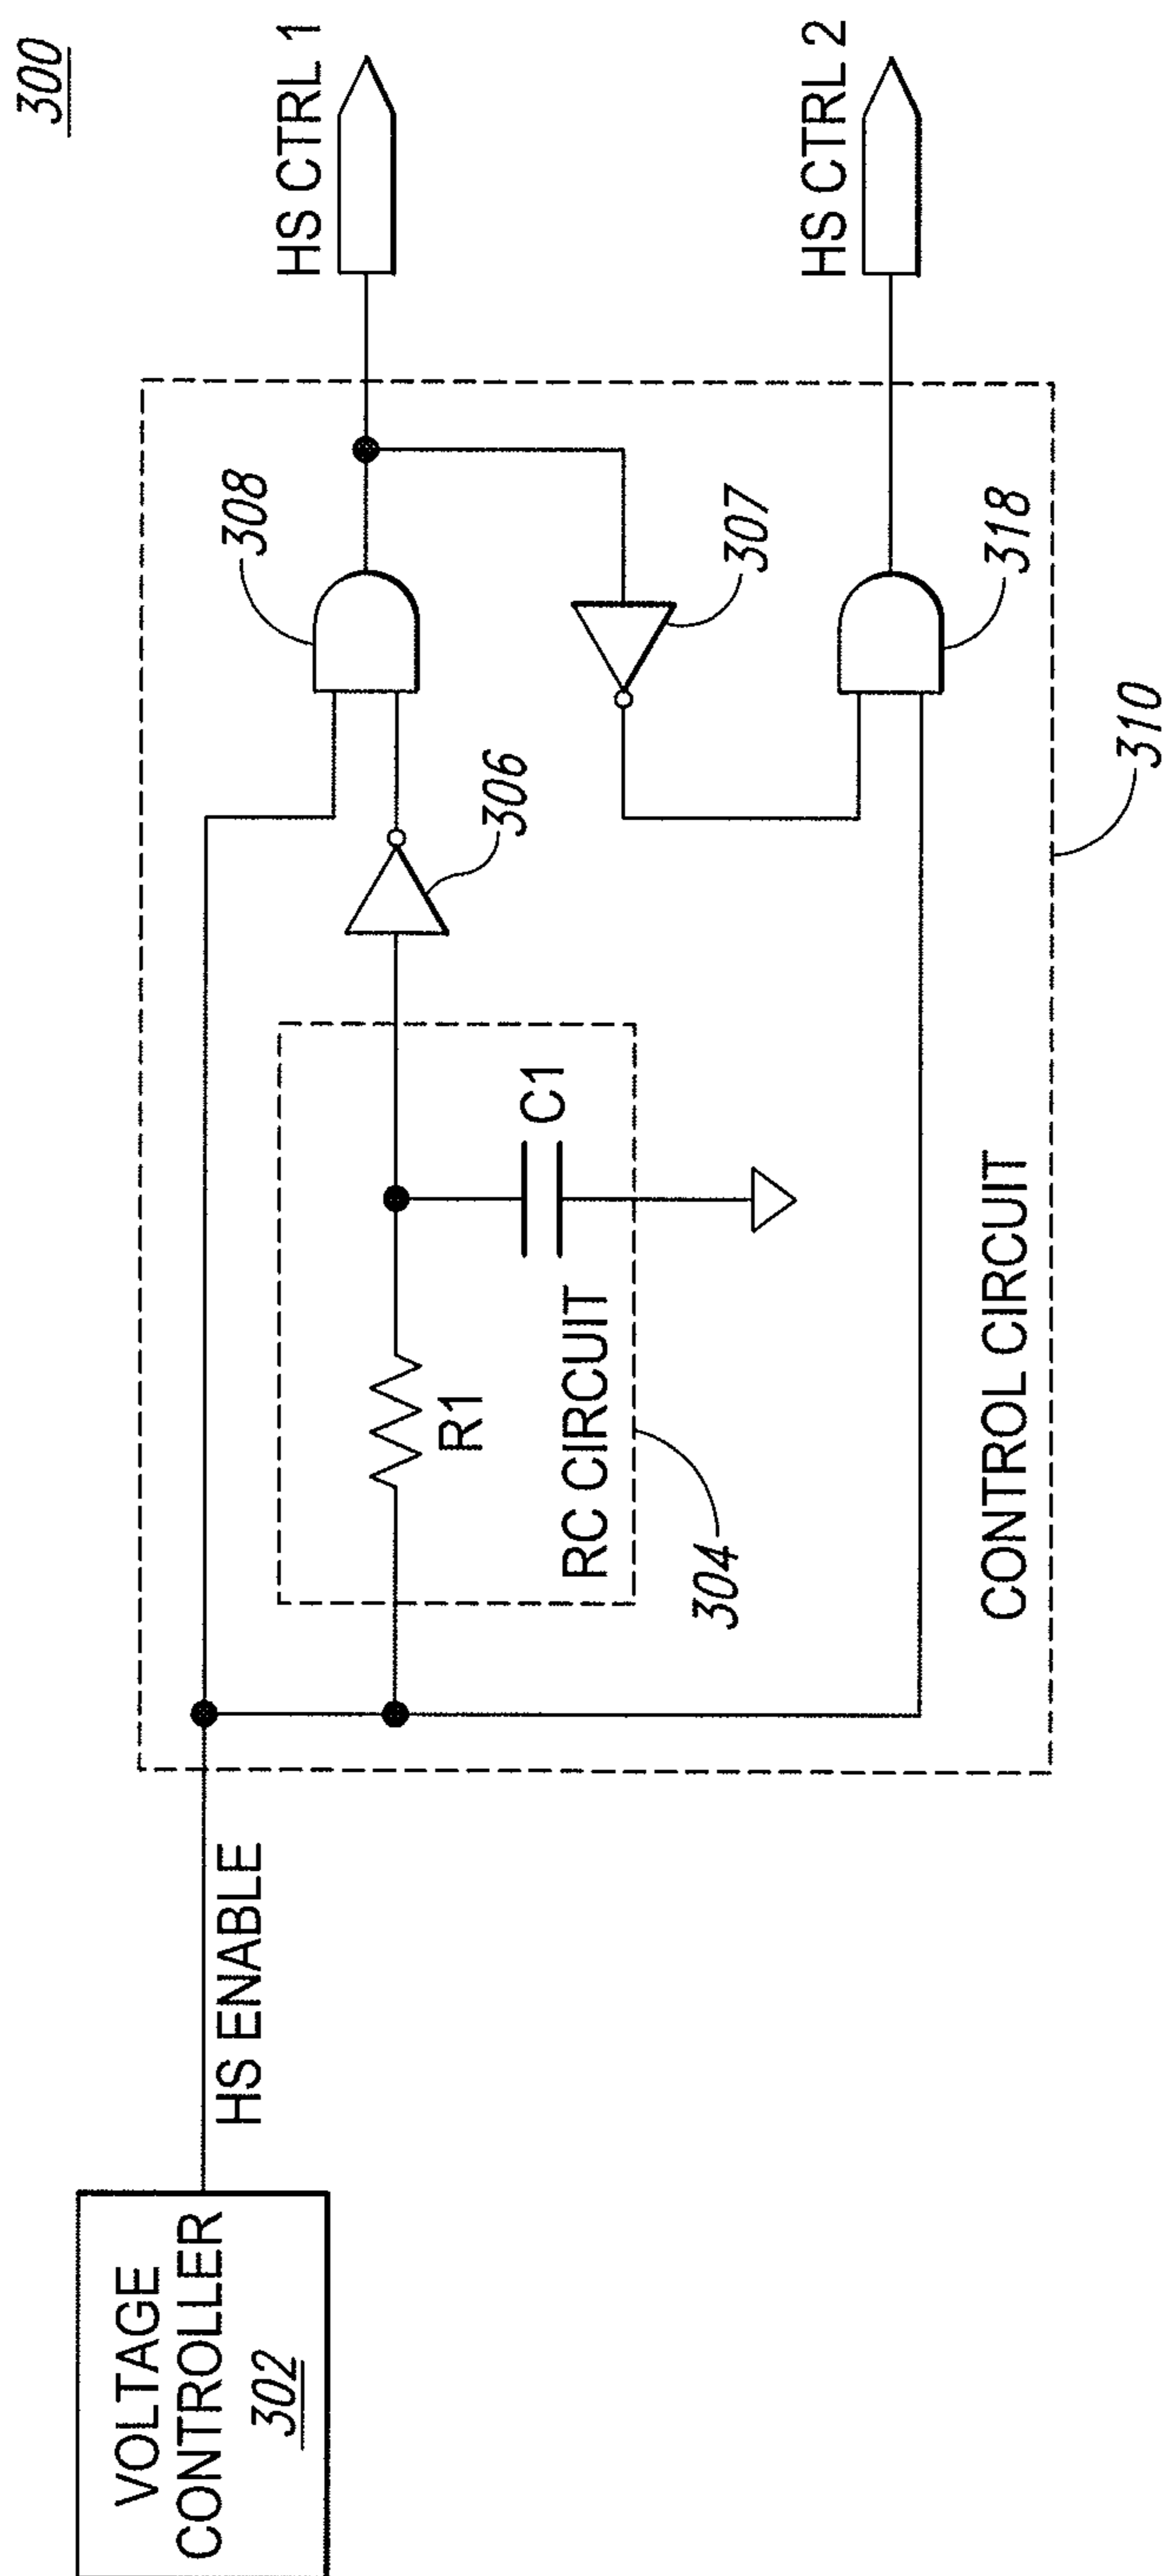 300
VOLTAGE
CONTROLLER
302
HS ENABLE
308
HS CTRL 1
306
R1
C1
RC CIRCUIT
304
307
HS CTRL 2
318
CONTROL CIRCUIT
310